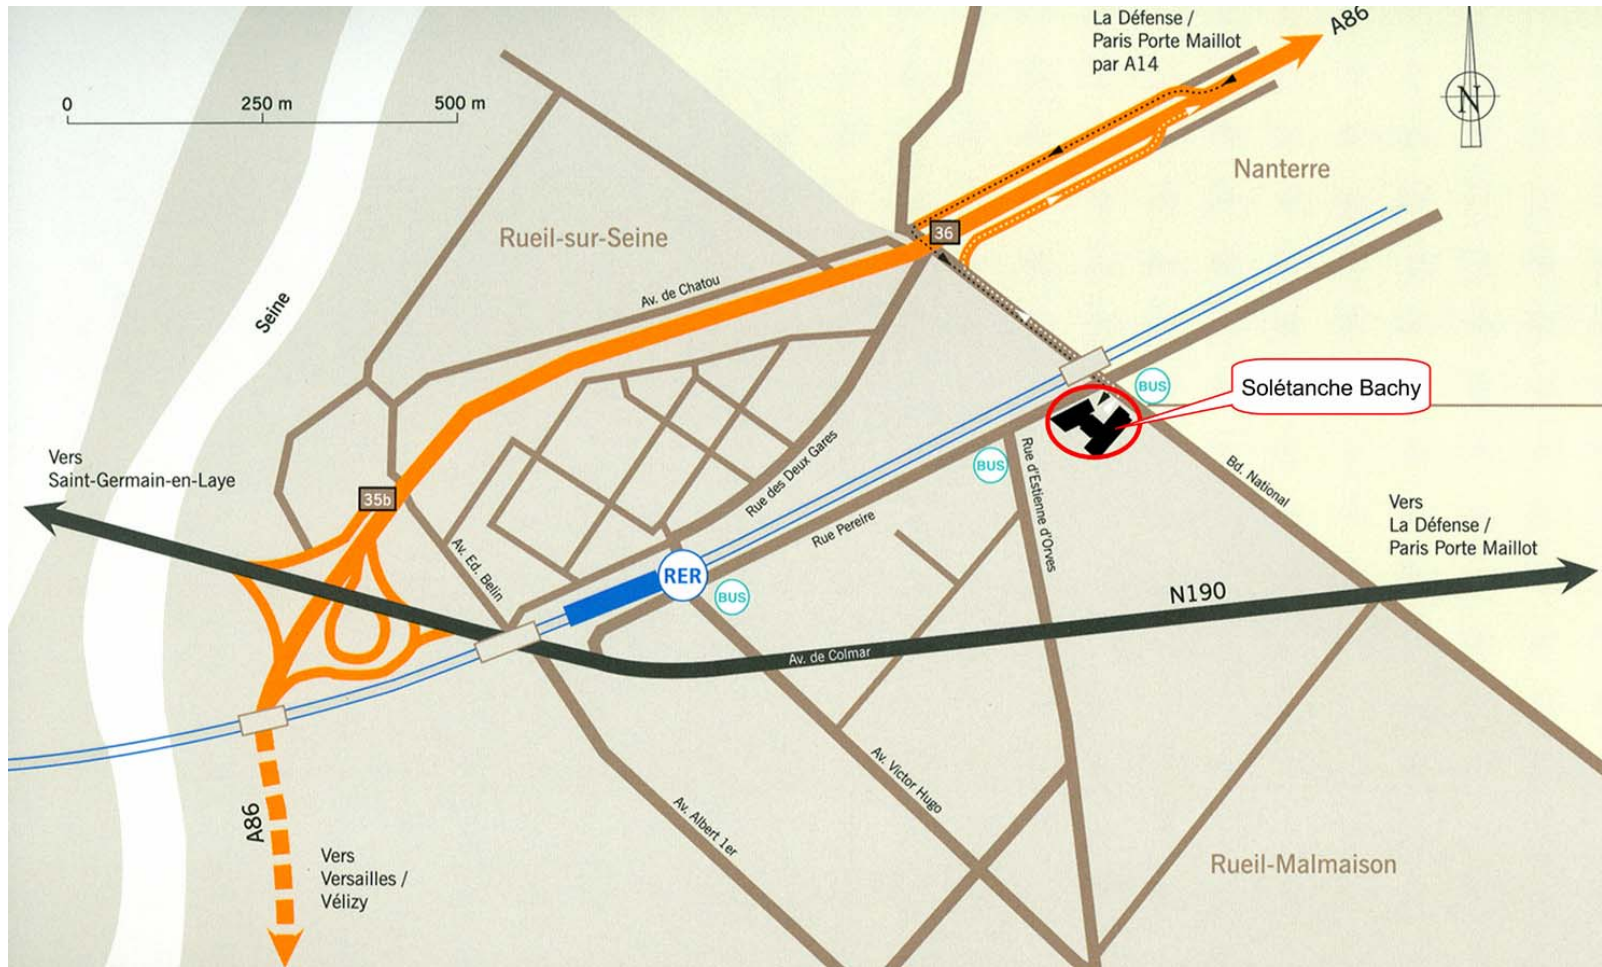 La Défense /
Paris Porte Maillot
par A14
A86
0 250 m 500 m
N
Nanterre
Rueil-sur-Seine
36
Av. de Chatou
Seine
BUS
Solétanche Bachy
Vers
Saint-Germain-en-Laye
35b
Rue des Deux Gares
BUS
Rue d'Estienne d'Orves
Bd. National
Vers
La Défense /
Paris Porte Maillot
Rue Pereire
Av. Ed. Belin
RER
BUS
N190
Av. de Colmar
Av. Victor Hugo
Av. Albert 1er
A86
Vers
Versailles /
Vélizy
Rueil-Malmaison